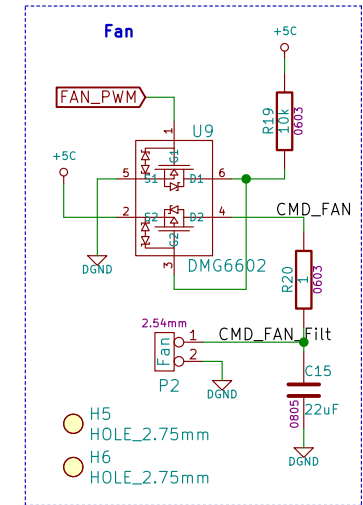 Fan
+5C
FAN_PWM
R19
10k
0603
U9
1
G1
+5C
5
S1
D1
6
2
S2
D2
4
CMD_FAN
G2
3
DMG6602
DGND
R20
1
0603
2.54mm
CMD_FAN_Filt
Fan
1
2
P2
DGND
C15
0805
22uF
DGND
H5
HOLE_2.75mm
H6
HOLE_2.75mm